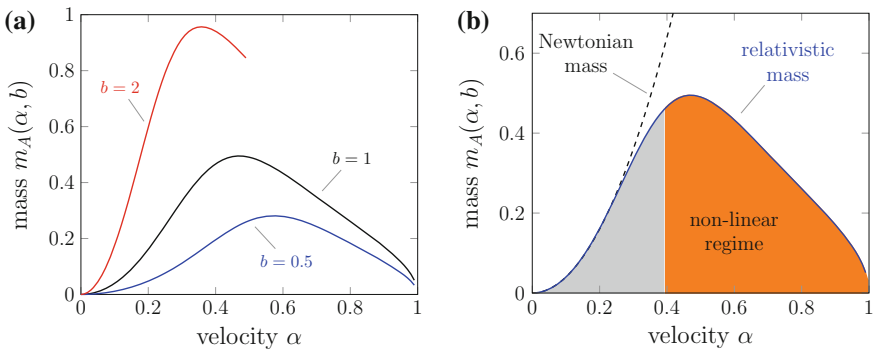 (a)
1
0.8
0.6
0.4
0.2
0
0
0.2
0.4
0.6
0.8
1
mass m_A(α, b)
velocity α
b = 2
b = 1
b = 0.5
(b)
0.6
0.4
0.2
0
0
0.2
0.4
0.6
0.8
1
mass m_A(α, b)
velocity α
Newtonian
mass
relativistic
mass
non-linear
regime